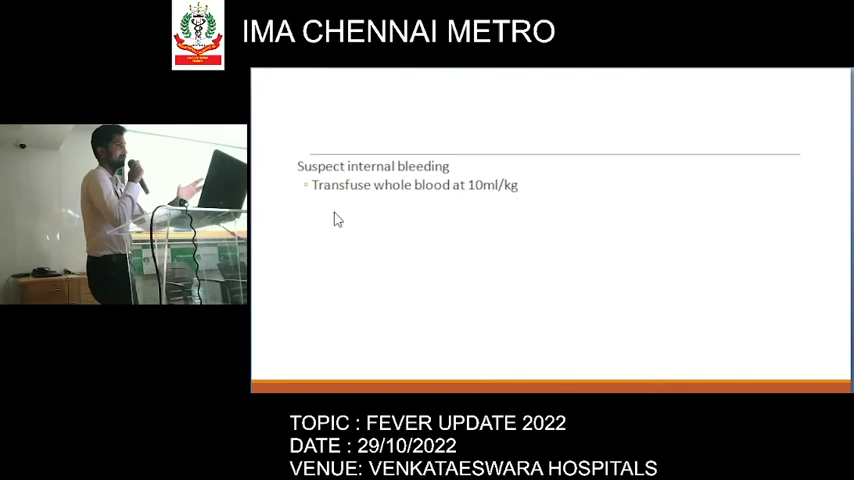 IMA CHENNAI METRO
Suspect internal bleeding
Transfuse whole blood at 10ml/kg
TOPIC : FEVER UPDATE 2022
DATE : 29/10/2022
VENUE: VENKATAESWARA HOSPITALS